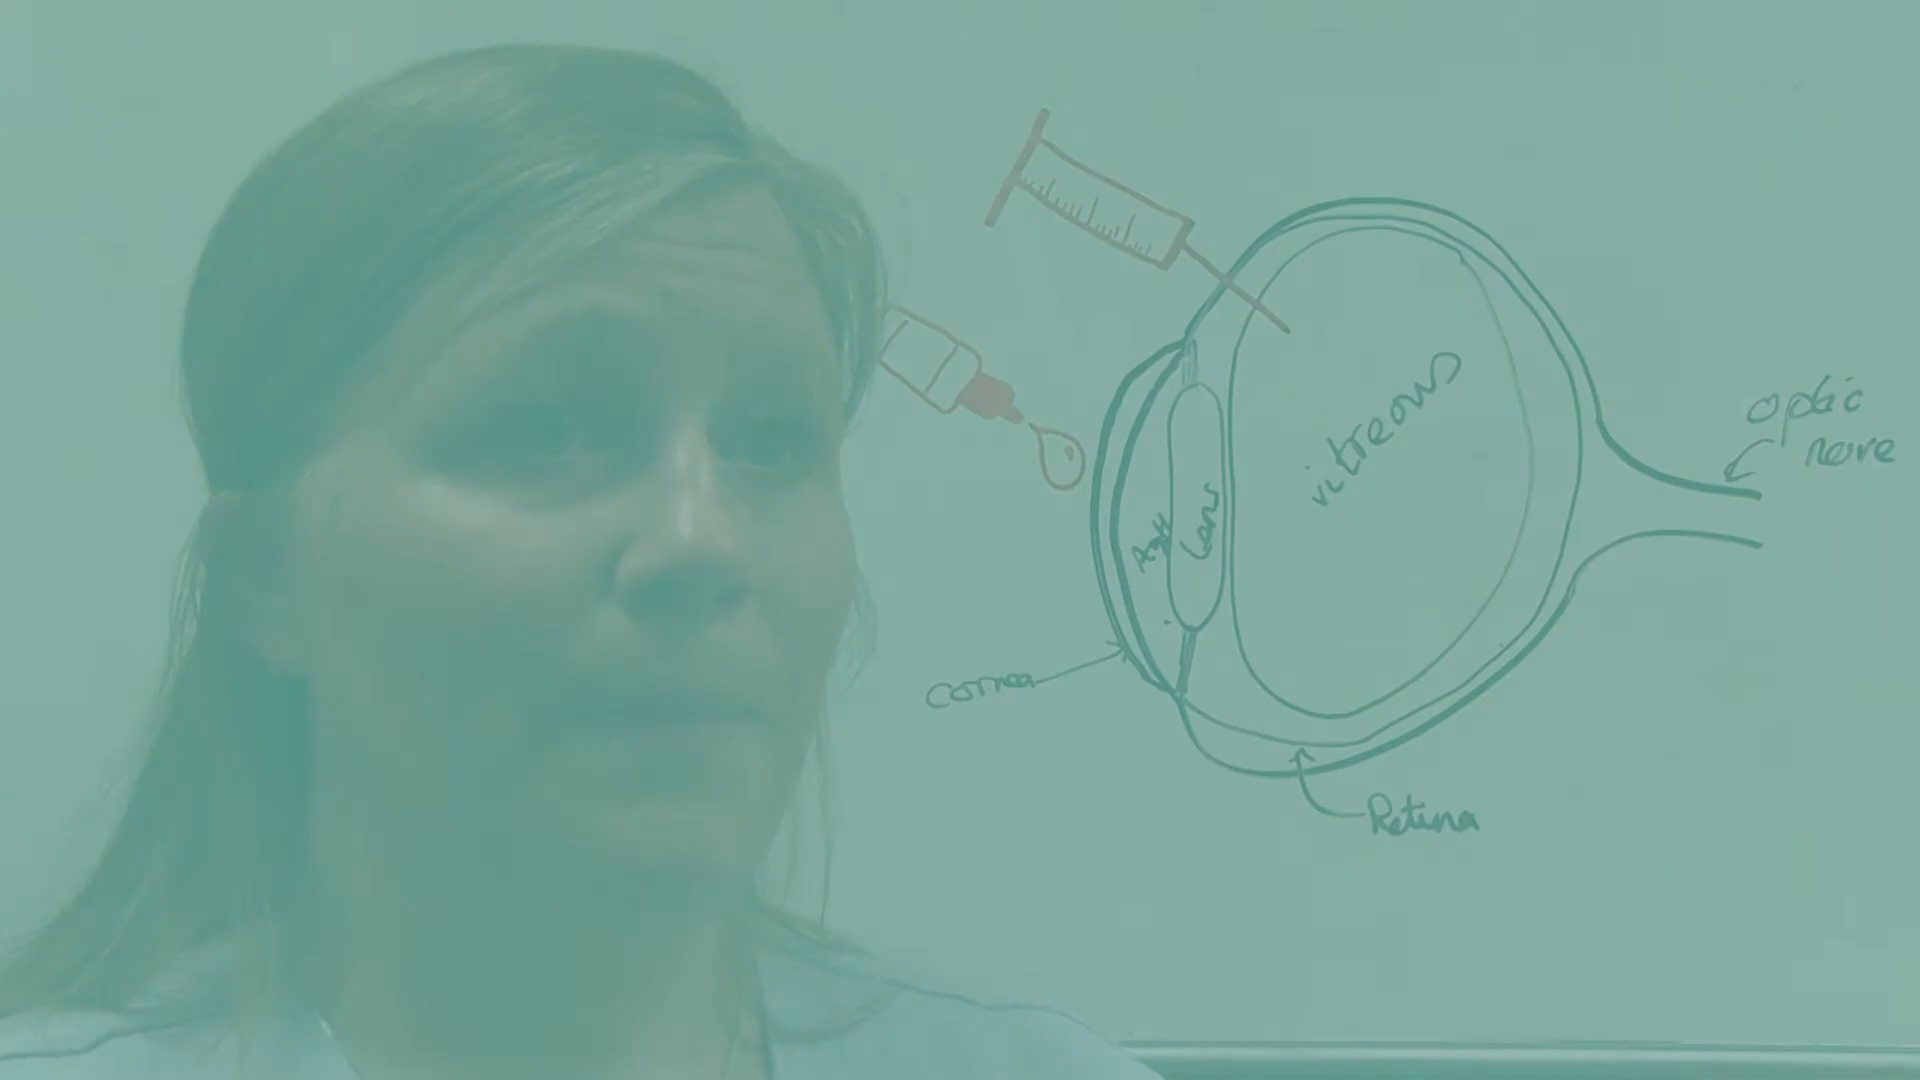 optic
nerve
vitreous
Lens
Cornea
Retina